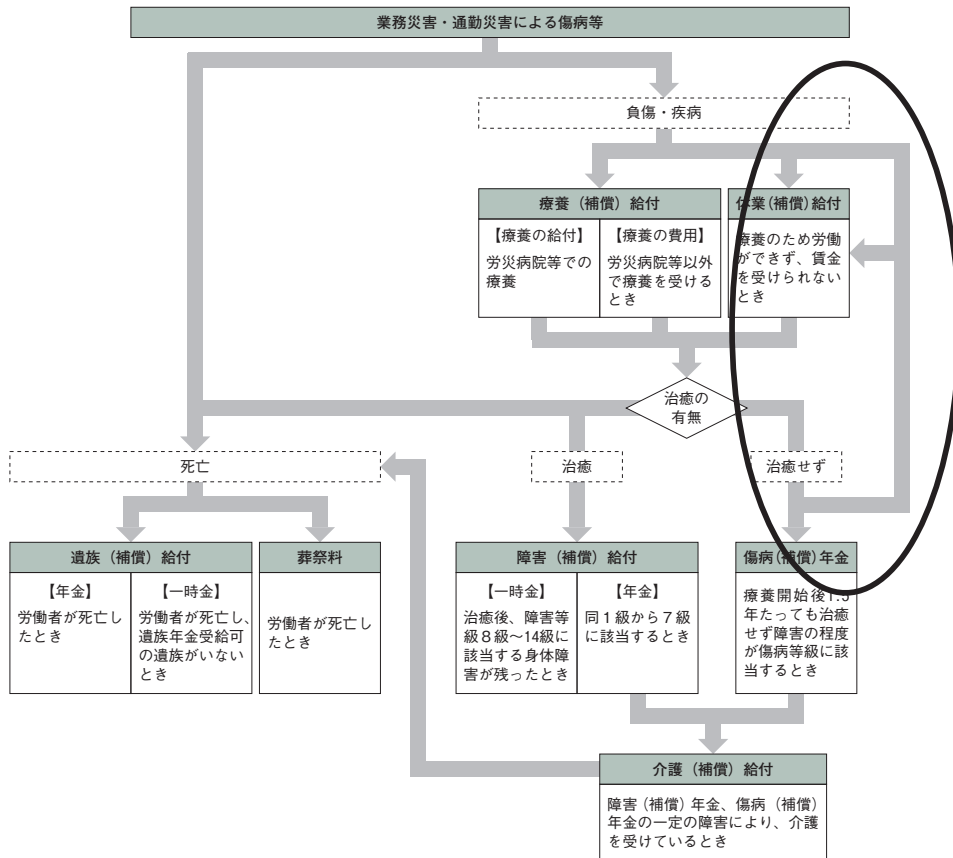 業務災害・通勤災害による傷病等
負傷・疾病
療養（補償）給付
【療養の給付】
労災病院等での
療養
【療養の費用】
労災病院等以外
で療養を受ける
とき
休業(補償)給付
療養のため労働
ができず、賃金
を受けられない
とき
治癒の
有無
死亡
治癒
治癒せず
遺族（補償）給付
【年金】
労働者が死亡し
たとき
【一時金】
労働者が死亡し、
遺族年金受給可
の遺族がいない
とき
葬祭料
労働者が死亡し
たとき
障害（補償）給付
【一時金】
治癒後、障害等
級８級〜14級に
該当する身体障
害が残ったとき
【年金】
同１級から７級
に該当するとき
傷病(補償)年金
療養開始後1.5
年たっても治癒
せず障害の程度
が傷病等級に該
当するとき
介護（補償）給付
障害（補償）年金、傷病（補償）
年金の一定の障害により、介護
を受けているとき